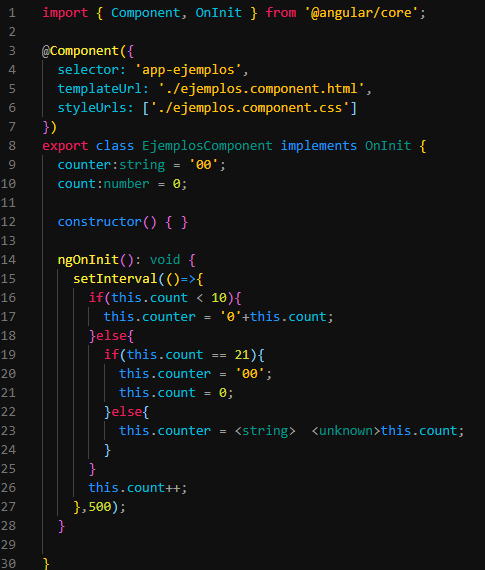 1 import { Component, OnInit } from '@angular/core';
2
3 @Component({
4   selector: 'app-ejemplos',
5   templateUrl: './ejemplos.component.html',
6   styleUrls: ['./ejemplos.component.css']
7 })
8 export class EjemplosComponent implements OnInit {
9   counter:string = '00';
10   count:number = 0;
11
12   constructor() { }
13
14   ngOnInit(): void {
15     setInterval(()=>{
16       if(this.count < 10){
17         this.counter = '0'+this.count;
18       }else{
19         if(this.count == 21){
20           this.counter = '00';
21           this.count = 0;
22         }else{
23           this.counter = <string>  <unknown>this.count;
24         }
25       }
26       this.count++;
27     },500);
28   }
29
30 }